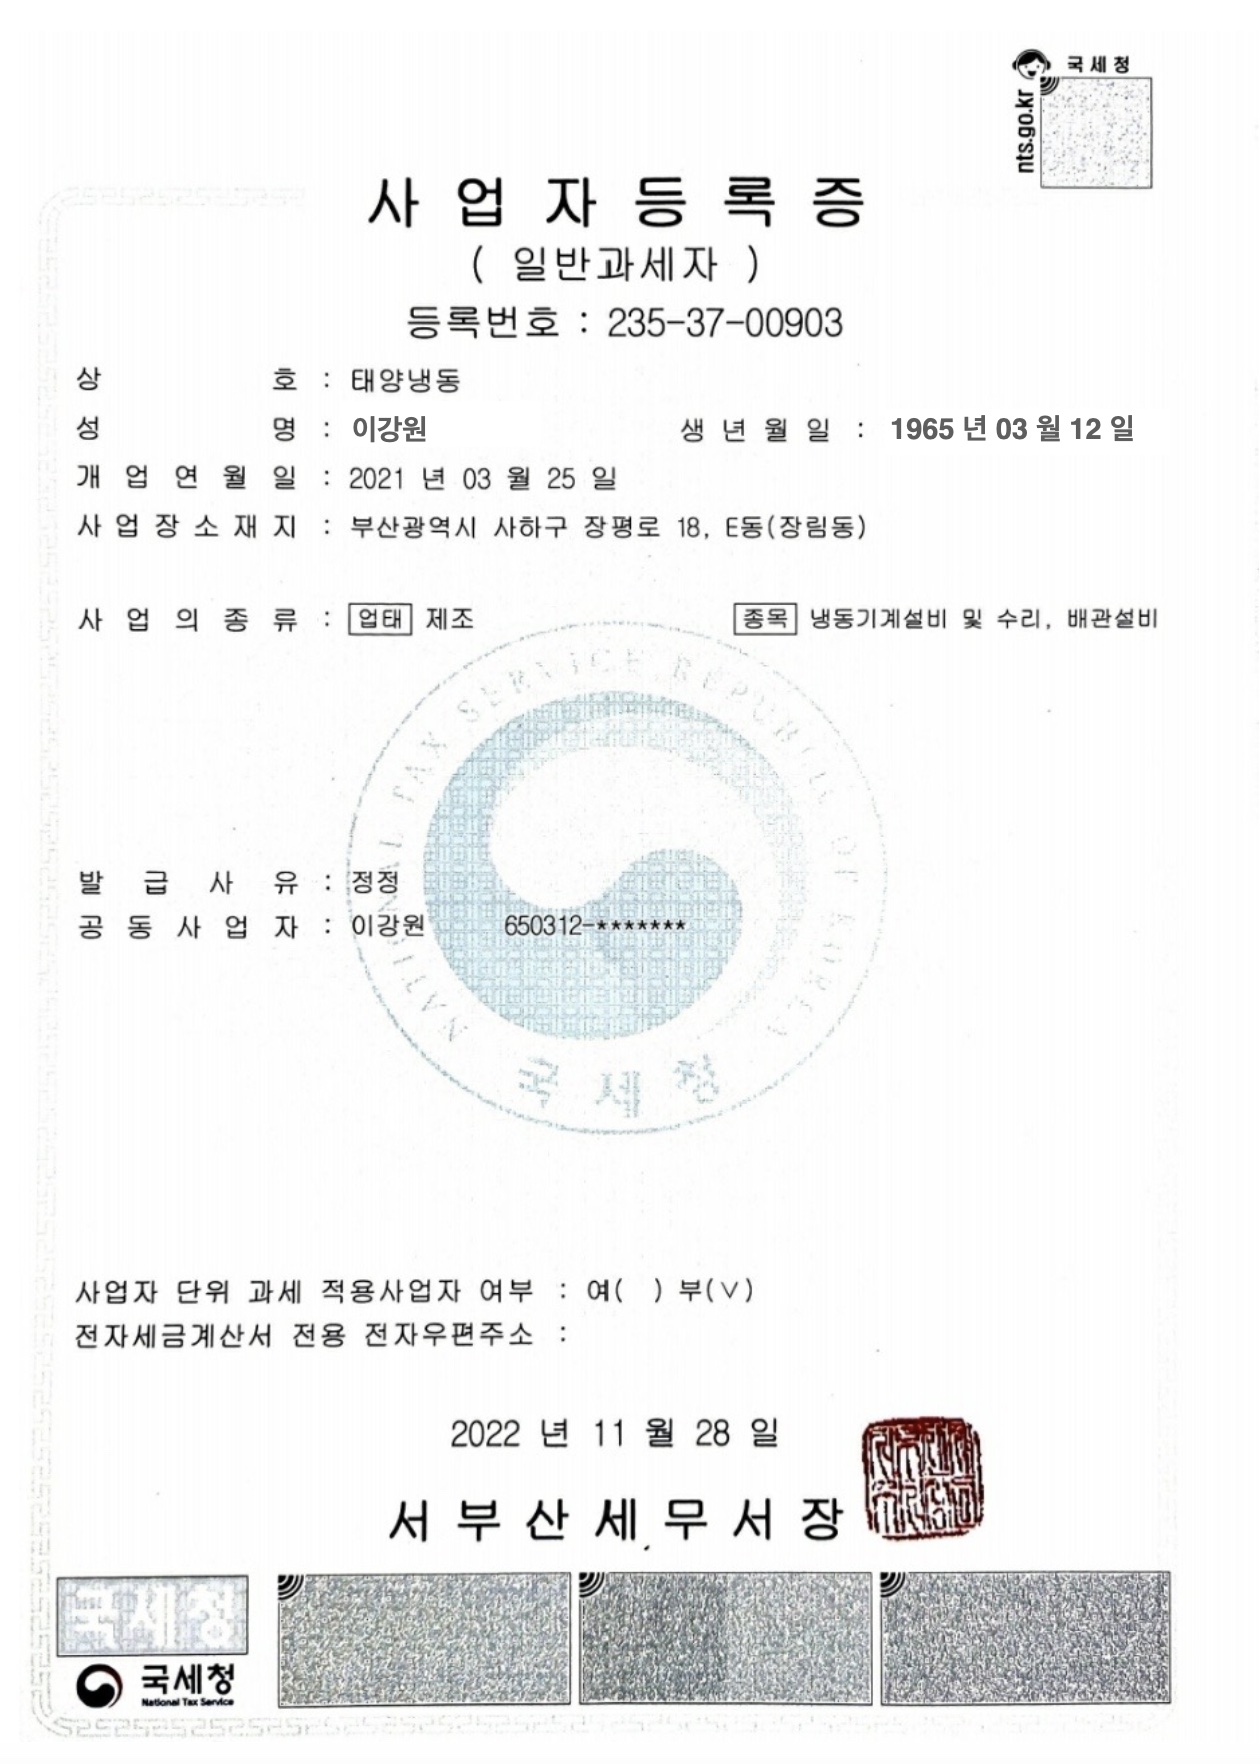 국세청
nts.go.kr
사업자등록증
( 일반과세자 )
등록번호 : 235-37-00903
상 호 : 태양냉동
성 명 : 이강원 생년월일 : 1965 년 03 월 12 일
개업연월일 : 2021 년 03 월 25 일
사업장소재지 : 부산광역시 사하구 장평로 18, E동(장림동)
사업의종류 : 업태 제조 종목 냉동기계설비 및 수리, 배관설비
NATIONAL TAX SERVICE REPUBLIC OF KOREA
발급사유 : 정정
공동사업자 : 이강원 650312-*******
국세청
사업자 단위 과세 적용사업자 여부 : 여( ) 부(∨)
전자세금계산서 전용 전자우편주소 :
2022 년 11 월 28 일
서부산세무서장
국세청
국세청
National Tax Service